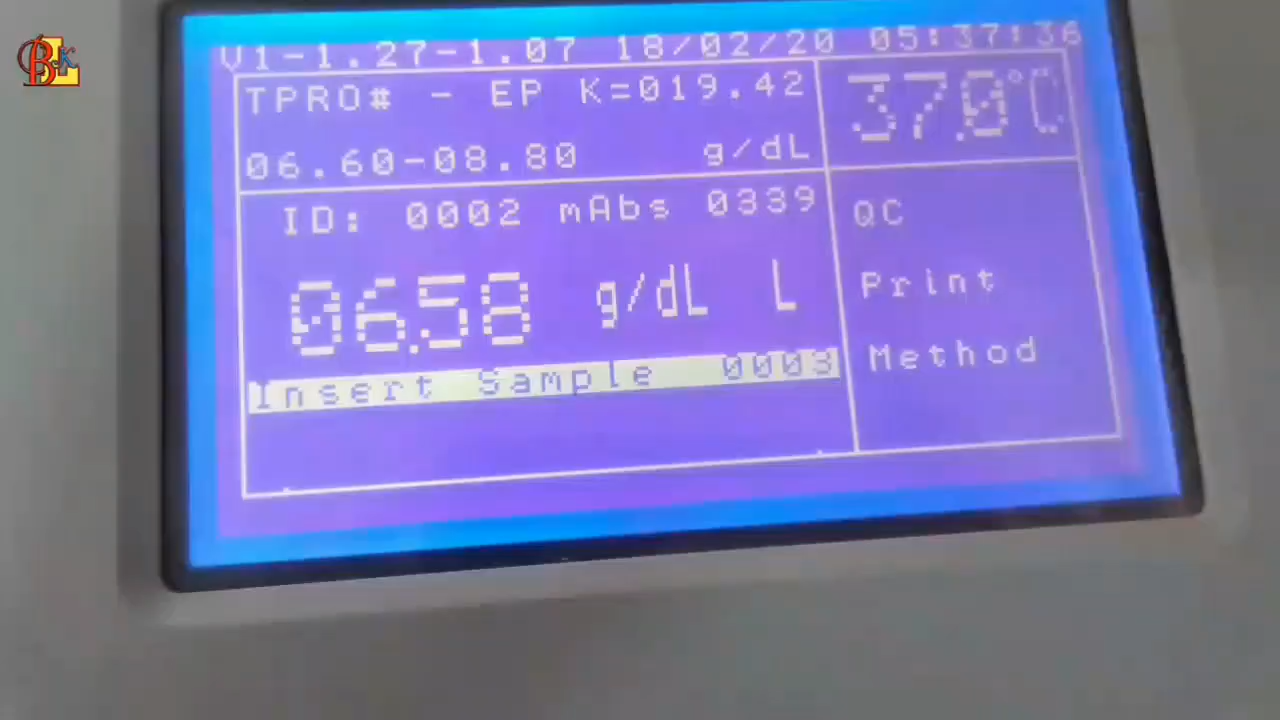 V1-1.27-1.07 18/02/20 05:37:36
TPRO# - EP K=019.42
37.0°C
06.60-08.80 g/dL
ID: 0002 mAbs 0339
QC
06.58 g/dL L
Print
Insert Sample 0003
Method